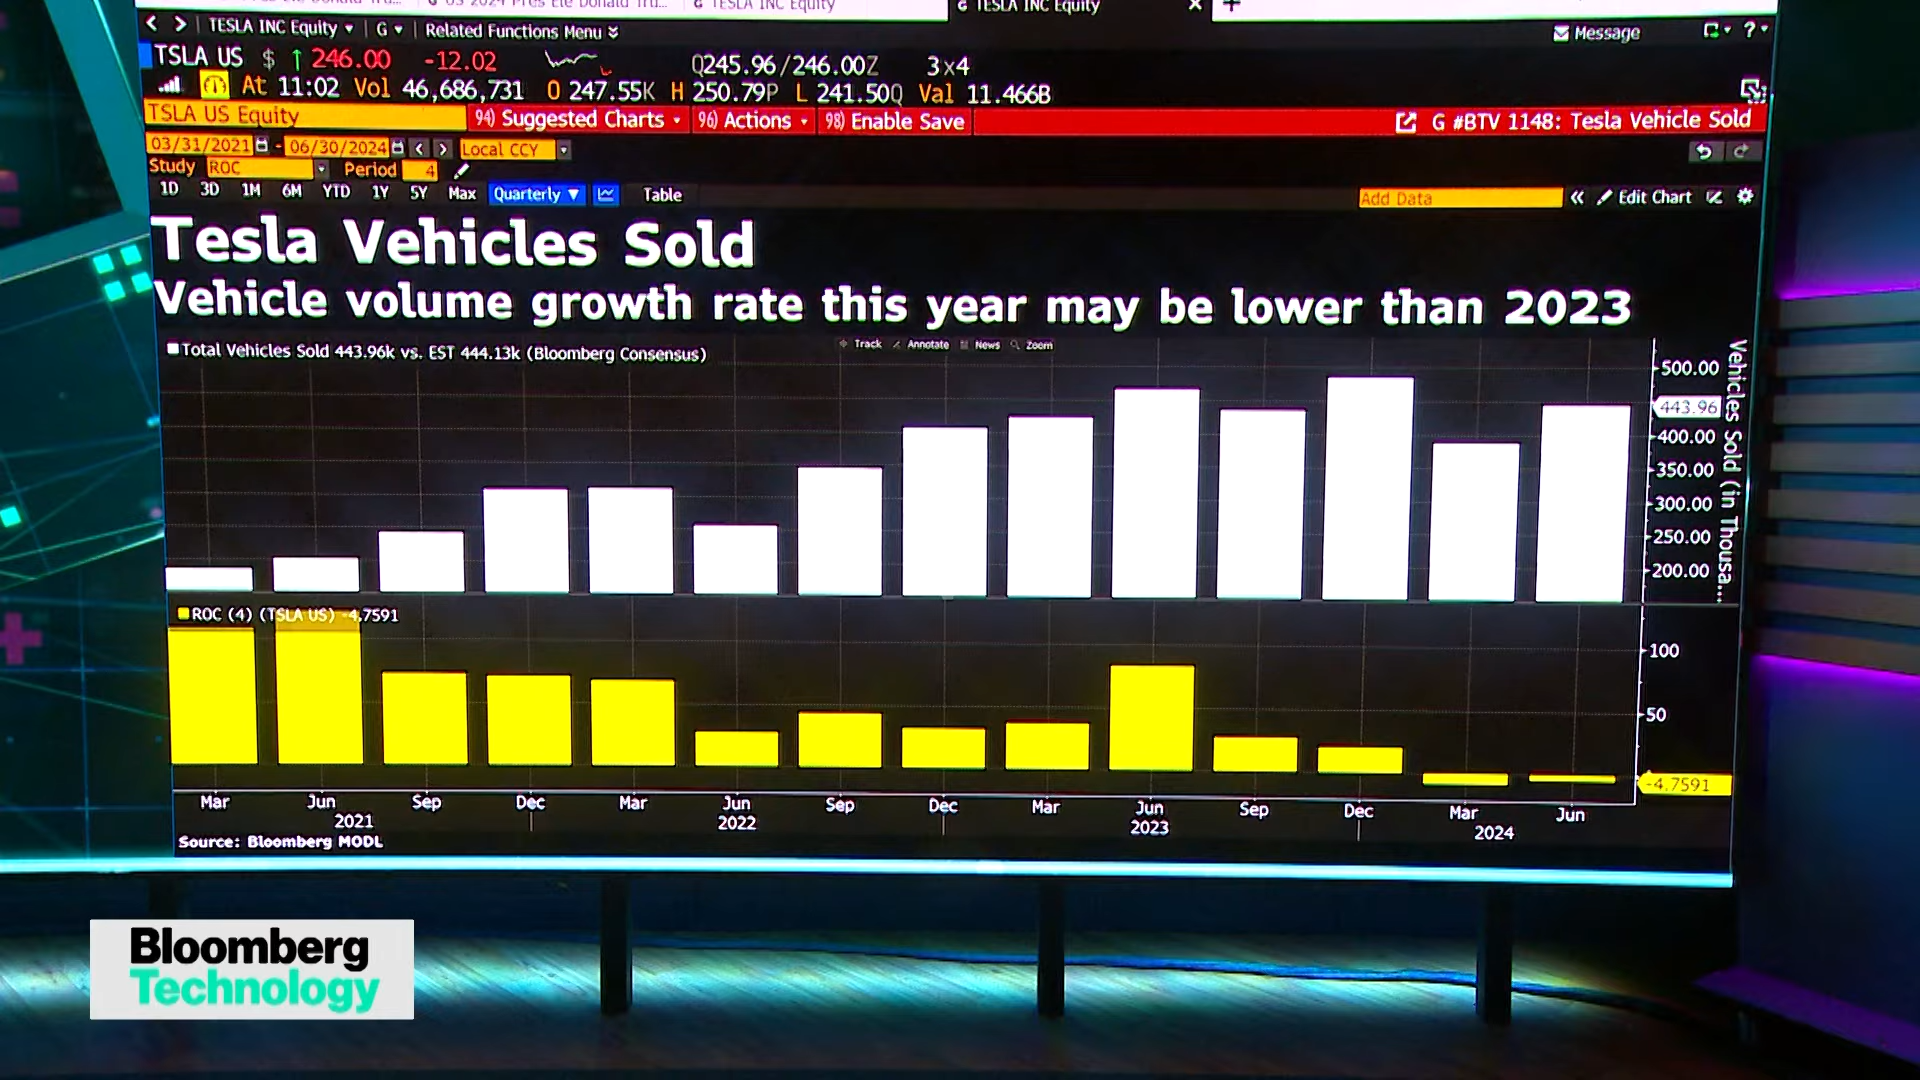 TESLA INC Equity
TESLA INC Equity
TESLA INC Equity G Related Functions Menu Message ?
TSLA US $ ↑ 246.00 -12.02 Q245.96/246.00Z 3x4
At 11:02 Vol 46,686,731 O 247.55K H 250.79P L 241.50Q Val 11.466B
TSLA US Equity 94) Suggested Charts 96) Actions 98) Enable Save G #BTV 1148: Tesla Vehicle Sold
03/31/2021 - 06/30/2024 Local CCY
Study ROC Period 4
1D 3D 1M 6M YTD 1Y 5Y Max Quarterly ▼ Table Add Data « Edit Chart
Tesla Vehicles Sold
Vehicle volume growth rate this year may be lower than 2023
Total Vehicles Sold 443.96k vs. EST 444.13k (Bloomberg Consensus)
Track Annotate News Zoom
500.00
443.96
400.00
350.00
300.00
250.00
200.00
Vehicles Sold (in Thousa...
ROC (4) (TSLA US) -4.7591
100
50
-4.7591
Mar Jun Sep Dec Mar Jun Sep Dec Mar Jun Sep Dec Mar Jun
2021 2022 2023 2024
Source: Bloomberg MODL
Bloomberg
Technology